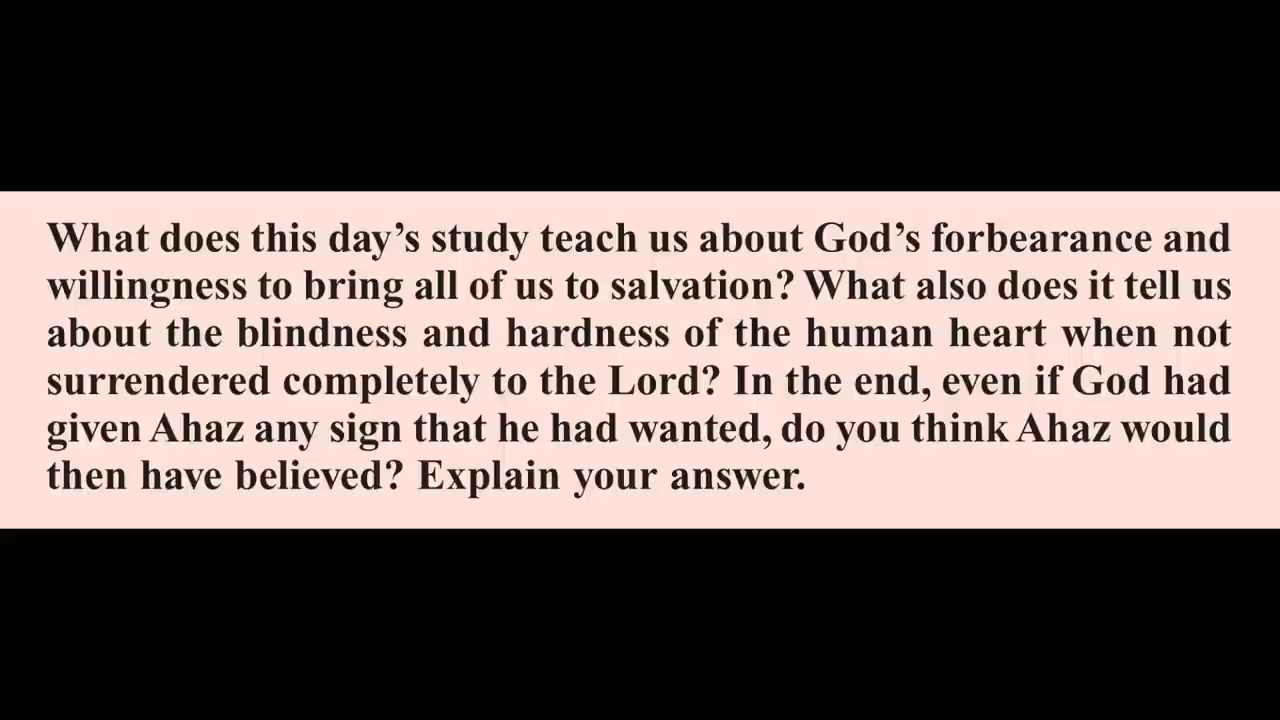 What does this day’s study teach us about God’s forbearance and
willingness to bring all of us to salvation? What also does it tell us
about the blindness and hardness of the human heart when not
surrendered completely to the Lord? In the end, even if God had
given Ahaz any sign that he had wanted, do you think Ahaz would
then have believed? Explain your answer.